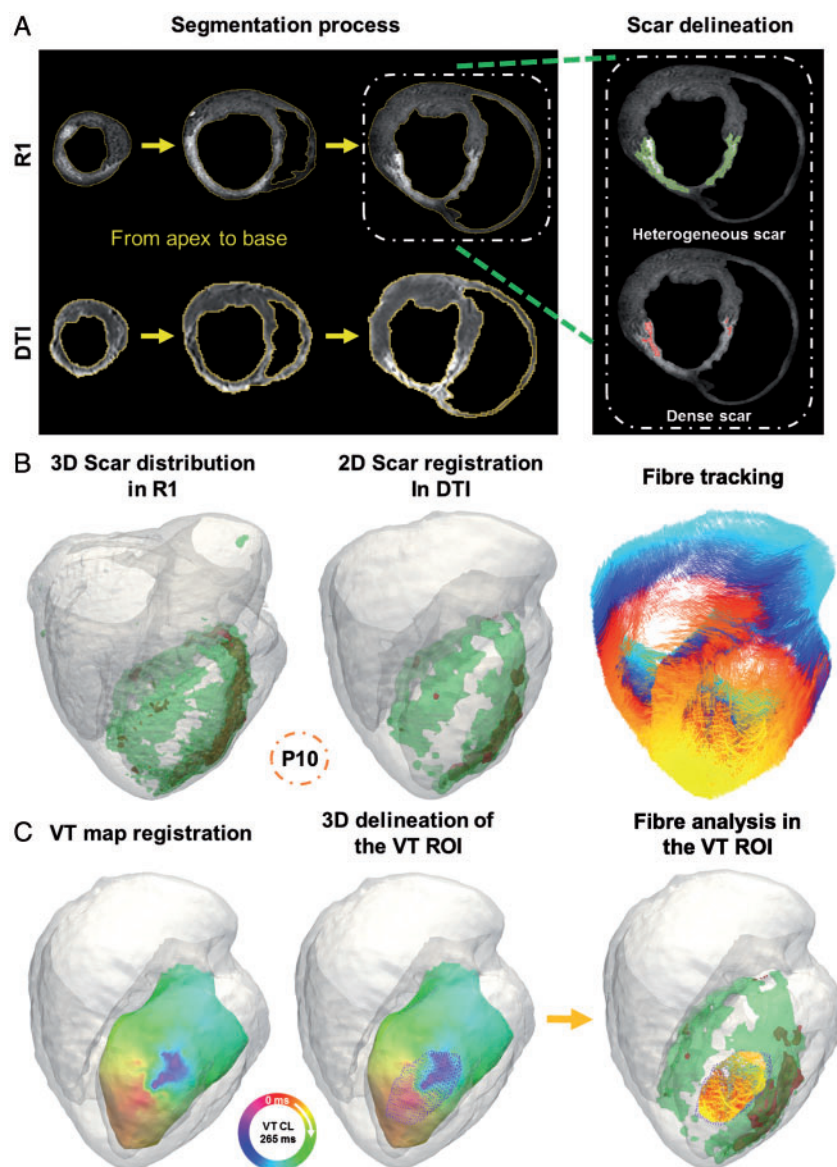 A
Segmentation process
Scar delineation
R1
From apex to base
DTI
Heterogeneous scar
Dense scar
B
3D Scar distribution
in R1
2D Scar registration
In DTI
Fibre tracking
P10
C
VT map registration
3D delineation of
the VT ROI
Fibre analysis in
the VT ROI
0 ms
VT CL
265 ms